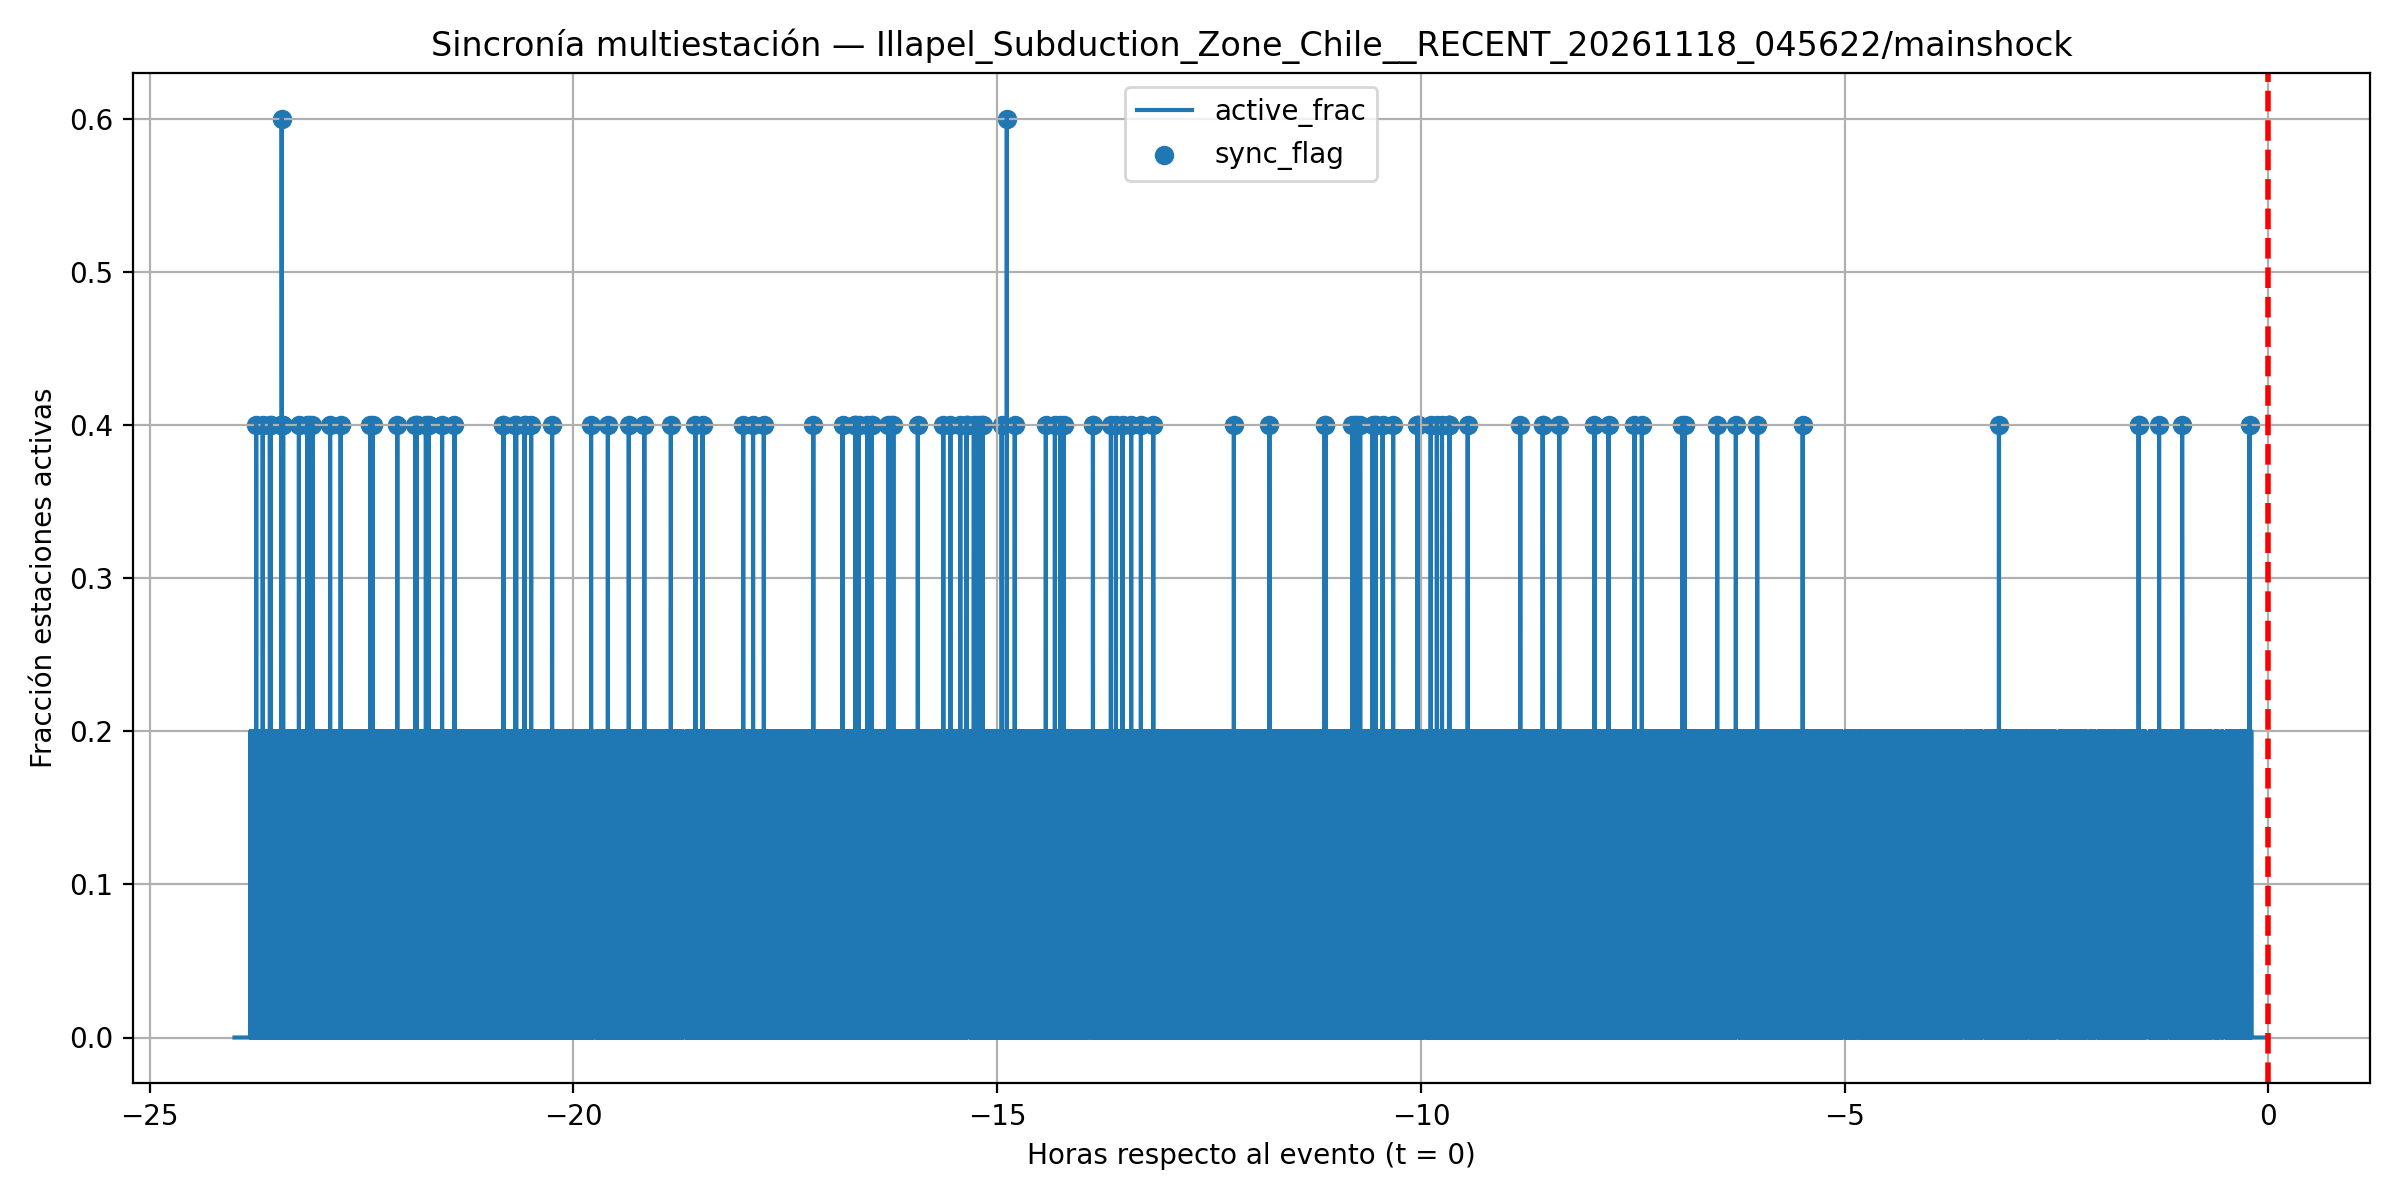 Sincronía multiestación — Illapel_Subduction_Zone_Chile__RECENT_20261118_045622/mainshock
active_frac
sync_flag
Fracción estaciones activas
0.6
0.5
0.4
0.3
0.2
0.1
0.0
−25
−20
−15
−10
−5
0
Horas respecto al evento (t = 0)